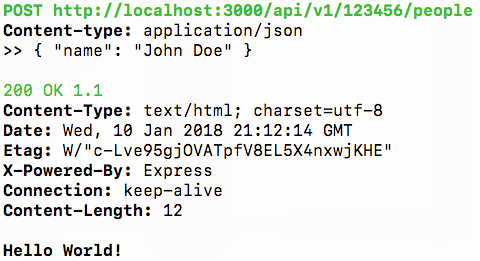 POST http://localhost:3000/api/v1/123456/people
Content-type: application/json
>> { "name": "John Doe" }
200 OK 1.1
Content-Type: text/html; charset=utf-8
Date: Wed, 10 Jan 2018 21:12:14 GMT
Etag: W/"c-Lve95gjOVATpfV8EL5X4nxwjKHE"
X-Powered-By: Express
Connection: keep-alive
Content-Length: 12
Hello World!